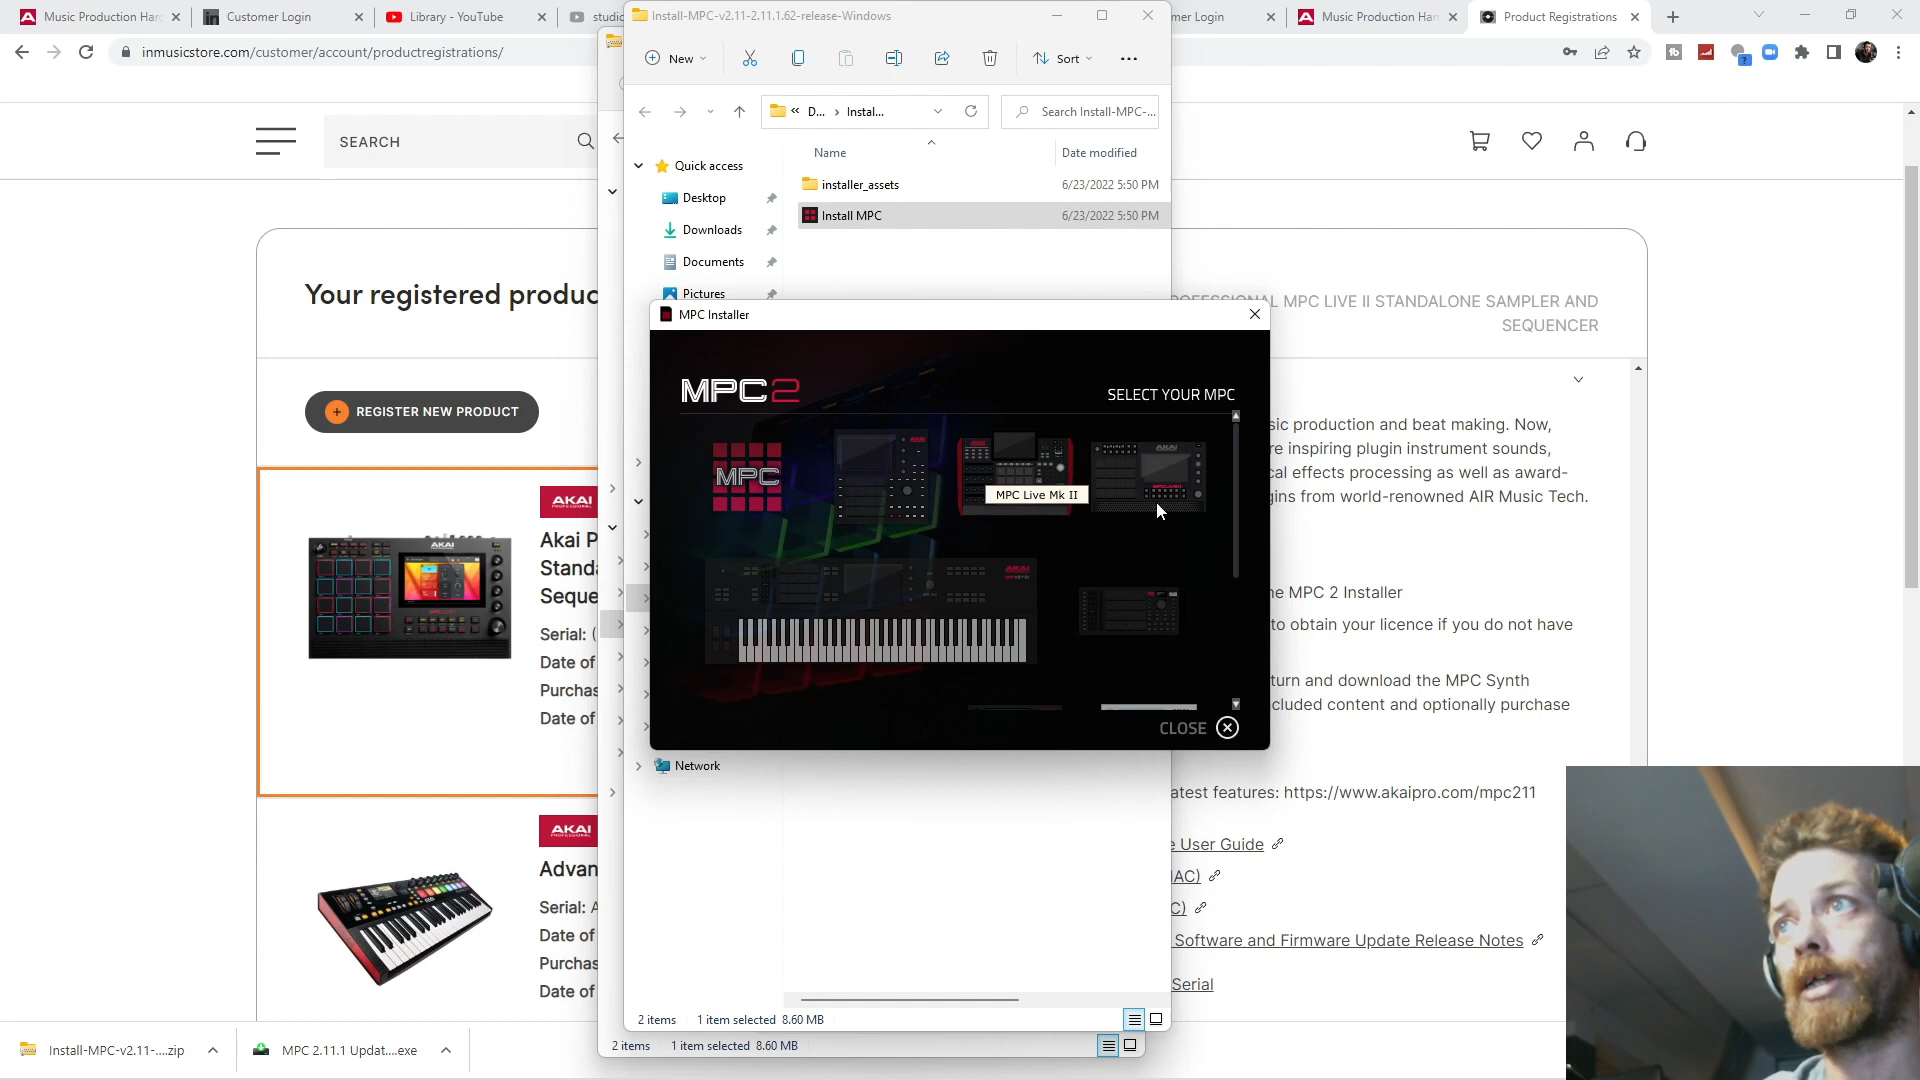 Music Production Har
Customer Login
Library - YouTube
studio
Install-MPC-v2.11-2.11.1.62-release-Windows
mer Login
Music Production Har
Product Registrations
inmusicstore.com/customer/account/productregistrations/
New
Sort
D...
Instal...
Search Install-MPC-...
SEARCH
Name
Date modified
Quick access
installer_assets
6/23/2022 5:50 PM
Desktop
Install MPC
6/23/2022 5:50 PM
Downloads
Documents
Pictures
Your registered produc
MPC LIVE II STANDALONE SAMPLER AND
SEQUENCER
MPC Installer
MPC2
SELECT YOUR MPC
REGISTER NEW PRODUCT
MPC
AKAI
MPC Live Mk II
sic production and beat making. Now,
re inspiring plugin instrument sounds,
cal effects processing as well as award-
gins from world-renowned AIR Music Tech.
AKAI
PROFESSIONAL
Akai P
Standa
Seque
Serial: (
Date of
Purchas
Date of
AKAI
he MPC 2 Installer
to obtain your licence if you do not have
turn and download the MPC Synth
cluded content and optionally purchase
CLOSE
Network
atest features: https://www.akaipro.com/mpc211
AKAI
PROFESSIONAL
Advan
Serial: A
Date of
Purchas
Date of
e User Guide
IAC)
C)
Software and Firmware Update Release Notes
Serial
2 items
1 item selected 8.60 MB
2 items
1 item selected 8.60 MB
Install-MPC-v2.11-....zip
MPC 2.11.1 Updat....exe